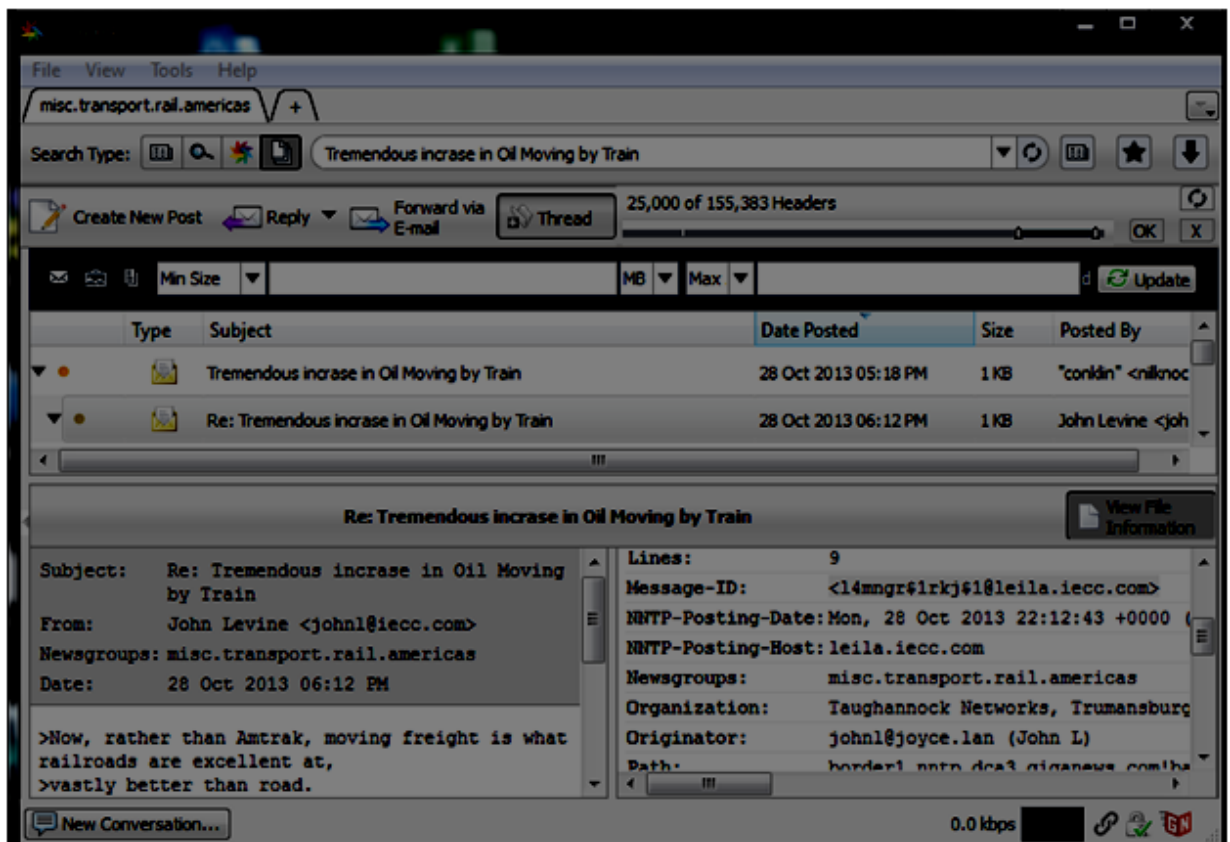 File View Tools Help
misc.transport.rail.americas +
Search Type: Tremendous incrase in Oil Moving by Train
Create New Post Reply Forward via E-mail Thread 25,000 of 155,383 Headers OK X
Min Size MB Max d Update
Type Subject Date Posted Size Posted By
Tremendous incrase in Oil Moving by Train 28 Oct 2013 05:18 PM 1 KB "conklin" <nilknoc
Re: Tremendous incrase in Oil Moving by Train 28 Oct 2013 06:12 PM 1 KB John Levine <joh
Re: Tremendous incrase in Oil Moving by Train
View File
Information
Subject: Re: Tremendous incrase in Oil Moving
by Train
From: John Levine <johnl@iecc.com>
Newsgroups: misc.transport.rail.americas
Date: 28 Oct 2013 06:12 PM
>Now, rather than Amtrak, moving freight is what
railroads are excellent at,
>vastly better than road.
Lines: 9
Message-ID: <l4mngr$1rkj$1@leila.iecc.com>
NNTP-Posting-Date: Mon, 28 Oct 2013 22:12:43 +0000 (
NNTP-Posting-Host: leila.iecc.com
Newsgroups: misc.transport.rail.americas
Organization: Taughannock Networks, Trumansburg
Originator: johnl@joyce.lan (John L)
Path: border1.nntp.dca3.giganews.com!ba
New Conversation... 0.0 kbps GN